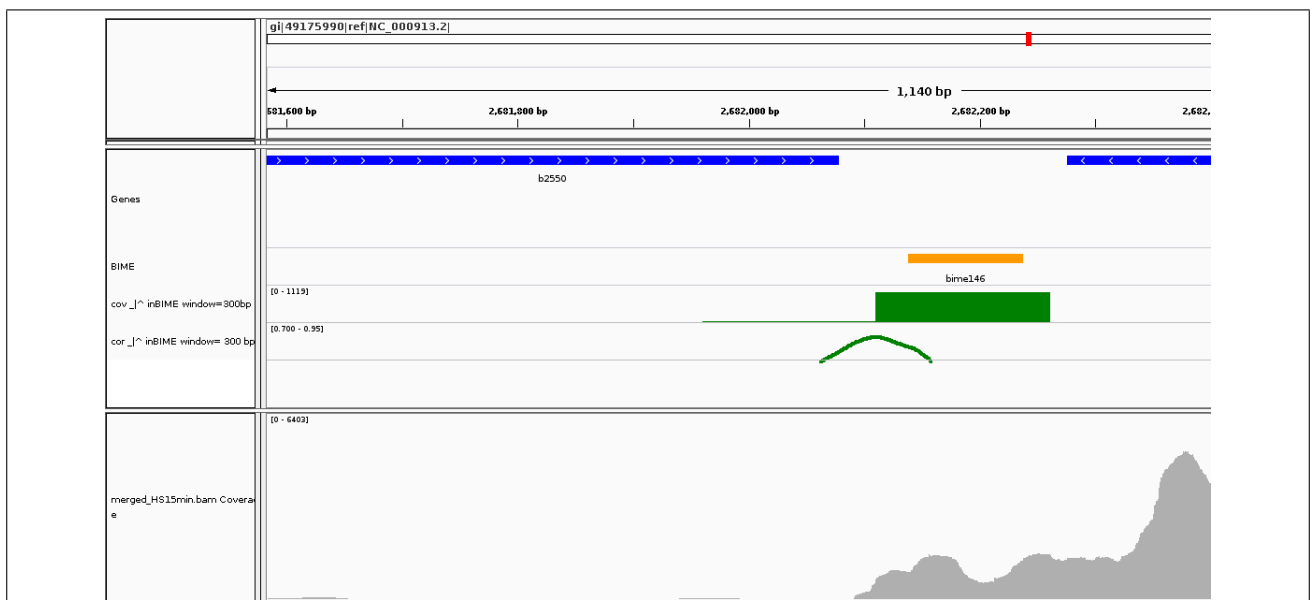 gi|49175990|ref|NC_000913.2|
1,140 bp
581,600 bp 2,681,800 bp 2,682,000 bp 2,682,200 bp 2,682,
b2550
Genes
BIME
bime146
[0 - 1119]
cov _|^ inBIME window=300bp
[0.700 - 0.95]
cor _|^ inBIME window= 300 bp
[0 - 6403]
merged_HS15min.bam Covera
e